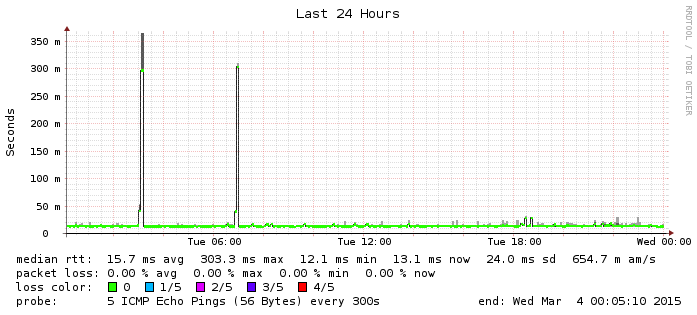 Last 24 Hours
RRDTOOL / TOBI OETIKER
Seconds
350 m
300 m
250 m
200 m
150 m
100 m
50 m
0
Tue 06:00 Tue 12:00 Tue 18:00 Wed 00:00
median rtt: 15.7 ms avg 303.3 ms max 12.1 ms min 13.1 ms now 24.0 ms sd 654.7 m am/s
packet loss: 0.00 % avg 0.00 % max 0.00 % min 0.00 % now
loss color: 0 1/5 2/5 3/5 4/5
probe: 5 ICMP Echo Pings (56 Bytes) every 300s end: Wed Mar 4 00:05:10 2015